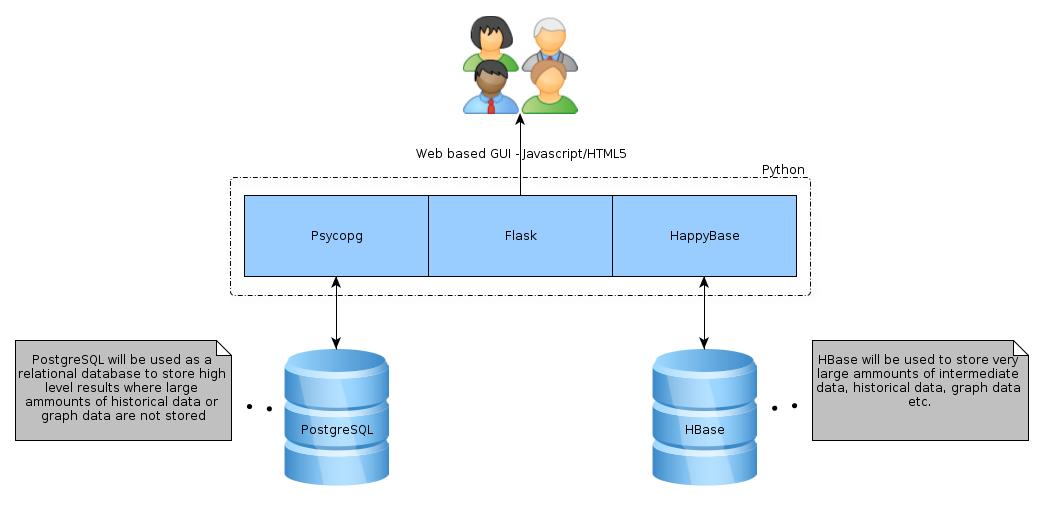 Web based GUI - Javascript/HTML5
Python
Psycopg
Flask
HappyBase
PostgreSQL will be used as a
relational database to store high
level results where large
ammounts of historical data or
graph data are not stored
PostgreSQL
HBase
HBase will be used to store very
large ammounts of intermediate
data, historical data, graph data
etc.